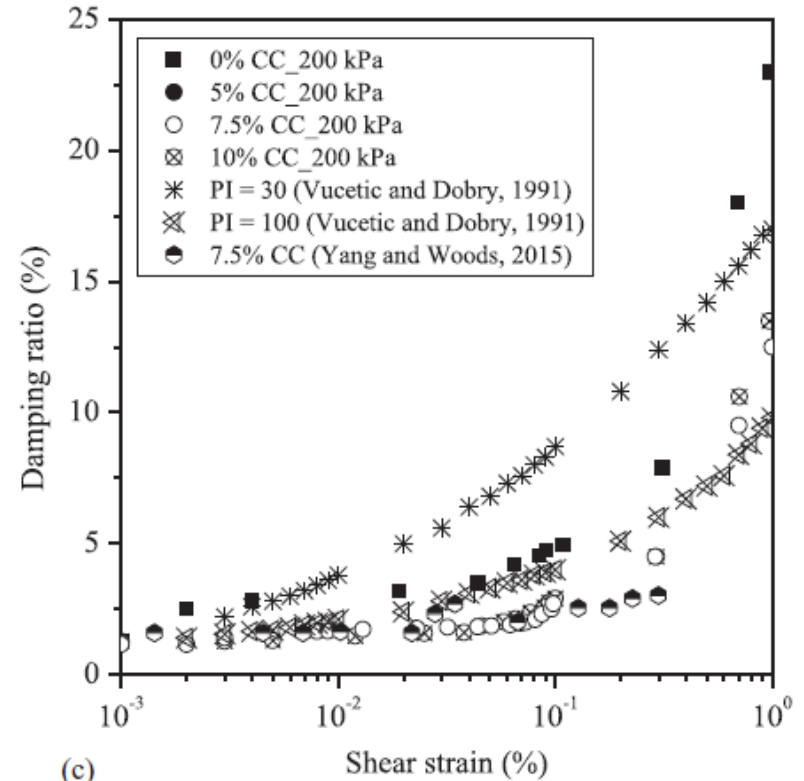 25
20
15
10
5
0
Damping ratio (%)
0% CC_200 kPa
5% CC_200 kPa
7.5% CC_200 kPa
10% CC_200 kPa
PI = 30 (Vucetic and Dobry, 1991)
PI = 100 (Vucetic and Dobry, 1991)
7.5% CC (Yang and Woods, 2015)
10⁻³ 10⁻² 10⁻¹ 10⁰
Shear strain (%)
(c)